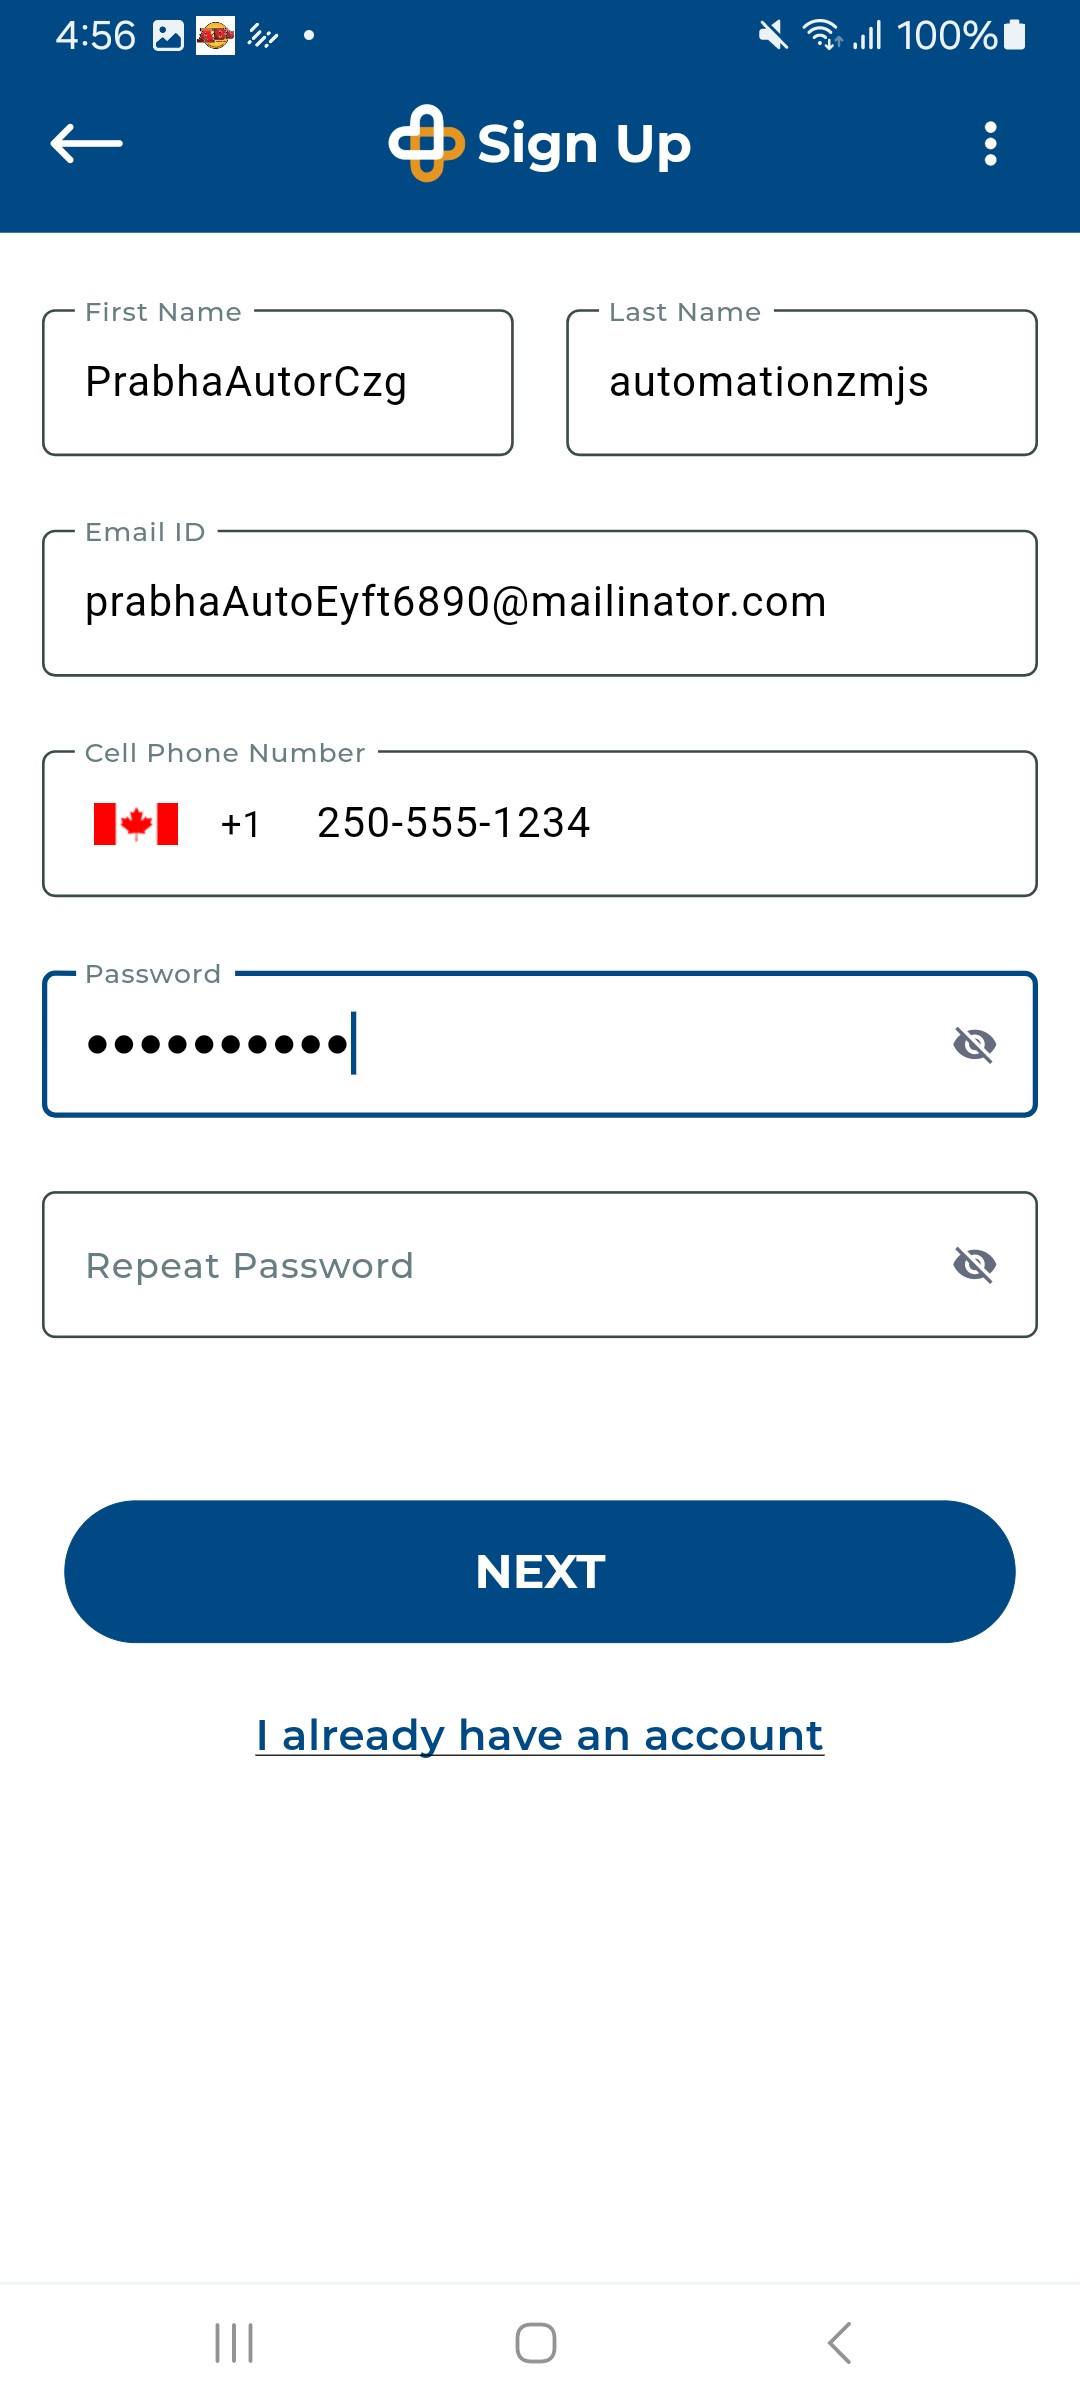 4:56 100%
Sign Up
First Name Last Name
PrabhaAutorCzg automationzmjs
Email ID
prabhaAutoEyft6890@mailinator.com
Cell Phone Number
+1 250-555-1234
Password
••••••••••
Repeat Password
NEXT
I already have an account